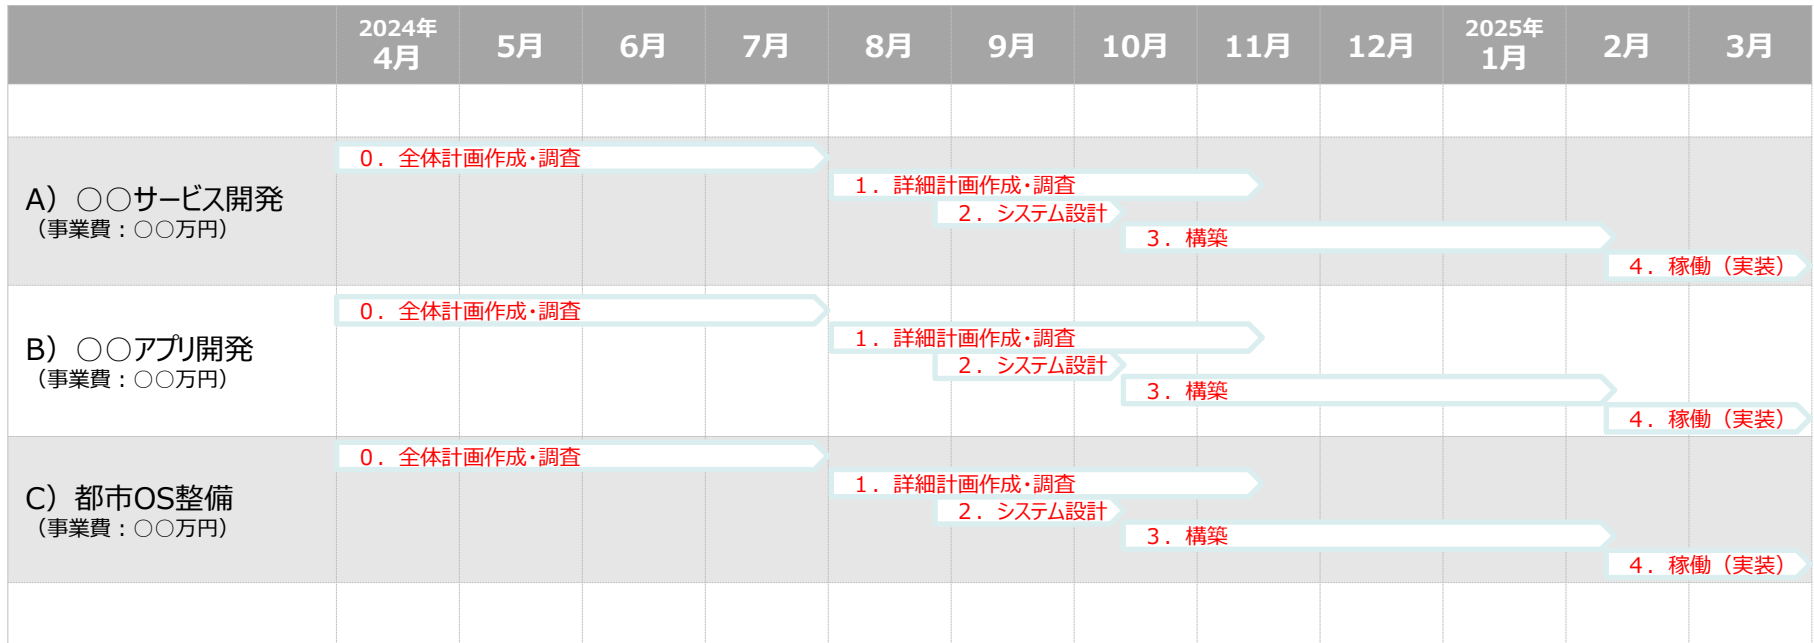 2024年
4月 5月 6月 7月 8月 9月 10月 11月 12月 2025年
1月 2月 3月
A）○○サービス開発
（事業費：○○万円）
０．全体計画作成・調査
１．詳細計画作成・調査
２．システム設計
３．構築
４．稼働（実装）
B）○○アプリ開発
（事業費：○○万円）
０．全体計画作成・調査
１．詳細計画作成・調査
２．システム設計
３．構築
４．稼働（実装）
C）都市OS整備
（事業費：○○万円）
０．全体計画作成・調査
１．詳細計画作成・調査
２．システム設計
３．構築
４．稼働（実装）